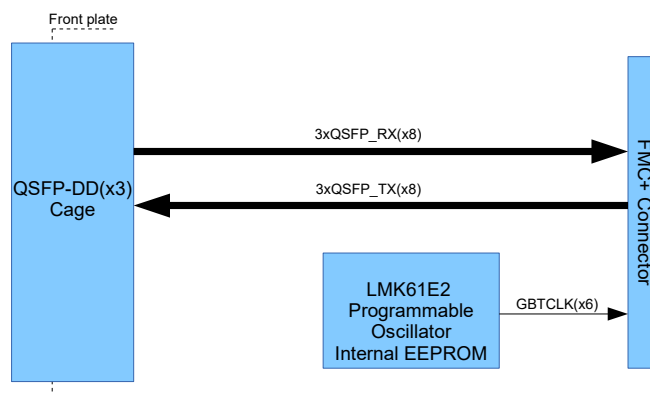 Front plate
3xQSFP_RX(x8)
QSFP-DD(x3)
Cage
3xQSFP_TX(x8)
FMC+ Connector
LMK61E2
Programmable
Oscillator
Internal EEPROM
GBTCLK(x6)